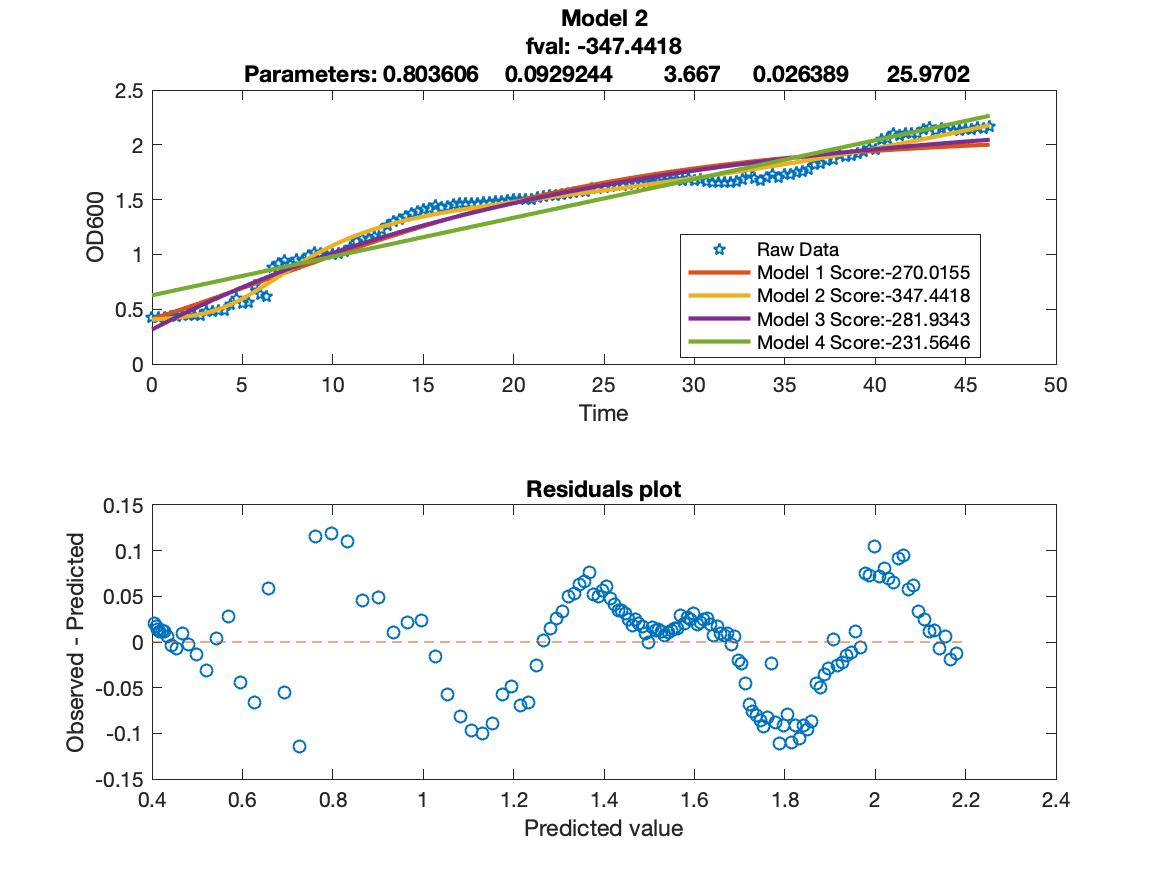 Model 2
fval: -347.4418
Parameters: 0.803606 0.0929244 3.667 0.026389 25.9702
2.5
2
1.5
1
0.5
0
OD600
Raw Data
Model 1 Score:-270.0155
Model 2 Score:-347.4418
Model 3 Score:-281.9343
Model 4 Score:-231.5646
0 5 10 15 20 25 30 35 40 45 50
Time
Residuals plot
0.15
0.1
0.05
0
-0.05
-0.1
-0.15
Observed - Predicted
0.4 0.6 0.8 1 1.2 1.4 1.6 1.8 2 2.2 2.4
Predicted value